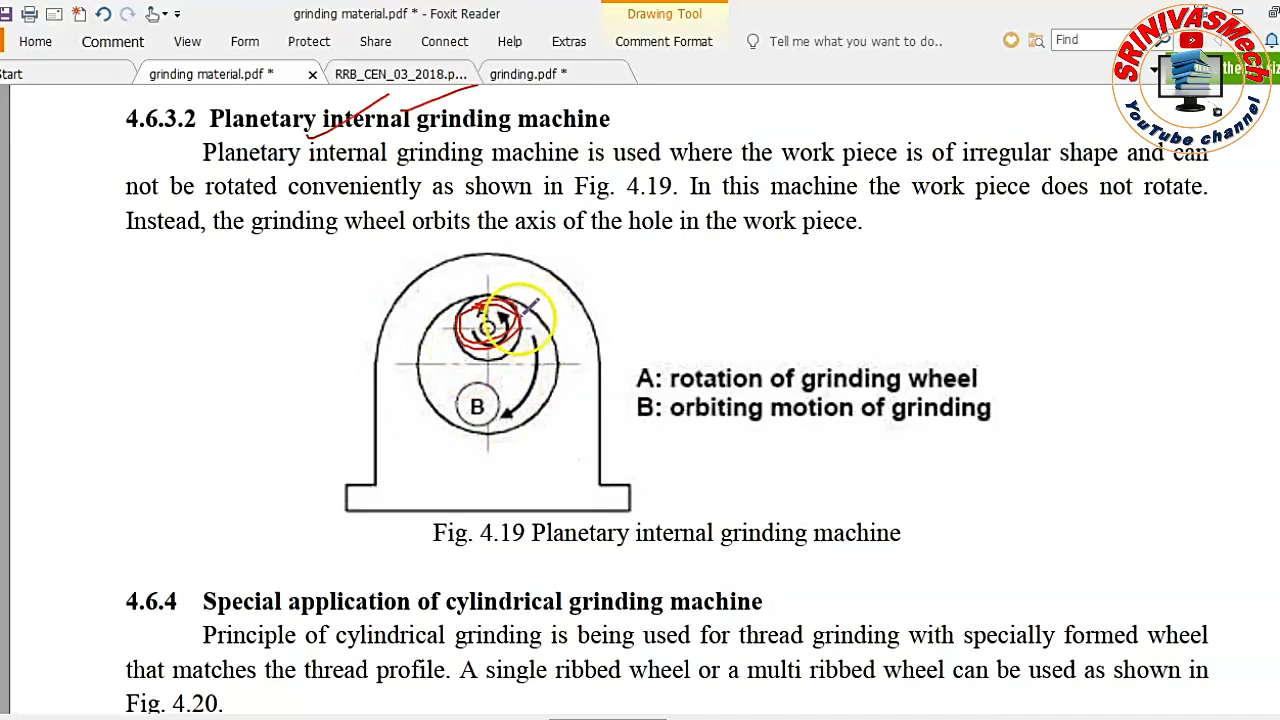 grinding material.pdf * - Foxit Reader
Drawing Tool
Home Comment View Form Protect Share Connect Help Extras Comment Format Tell me what you want to do.. Find
Start grinding material.pdf * RRB_CEN_03_2018.p... grinding.pdf *
SRINIVASMech
YouTube channel
4.6.3.2 Planetary internal grinding machine
Planetary internal grinding machine is used where the work piece is of irregular shape and can
not be rotated conveniently as shown in Fig. 4.19. In this machine the work piece does not rotate.
Instead, the grinding wheel orbits the axis of the hole in the work piece.
B
A: rotation of grinding wheel
B: orbiting motion of grinding
Fig. 4.19 Planetary internal grinding machine
4.6.4 Special application of cylindrical grinding machine
Principle of cylindrical grinding is being used for thread grinding with specially formed wheel
that matches the thread profile. A single ribbed wheel or a multi ribbed wheel can be used as shown in
Fig. 4.20.